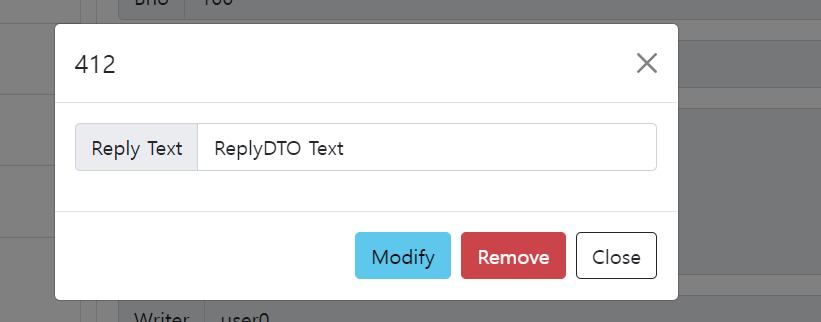 Bno 100
412
Reply Text ReplyDTO Text
Modify Remove Close
Writer user0